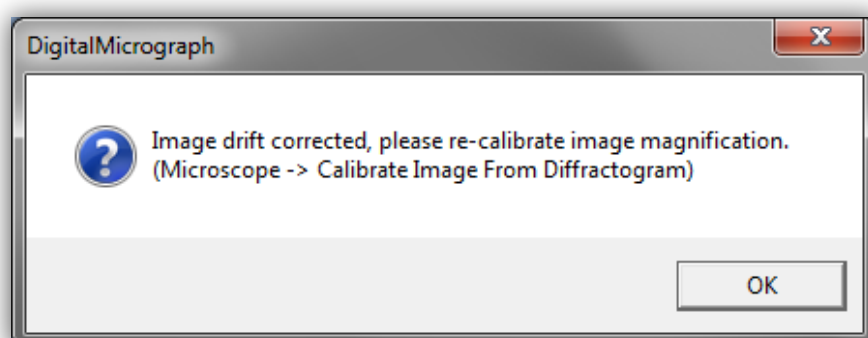 DigitalMicrograph
Image drift corrected, please re-calibrate image magnification.
(Microscope -> Calibrate Image From Diffractogram)
OK